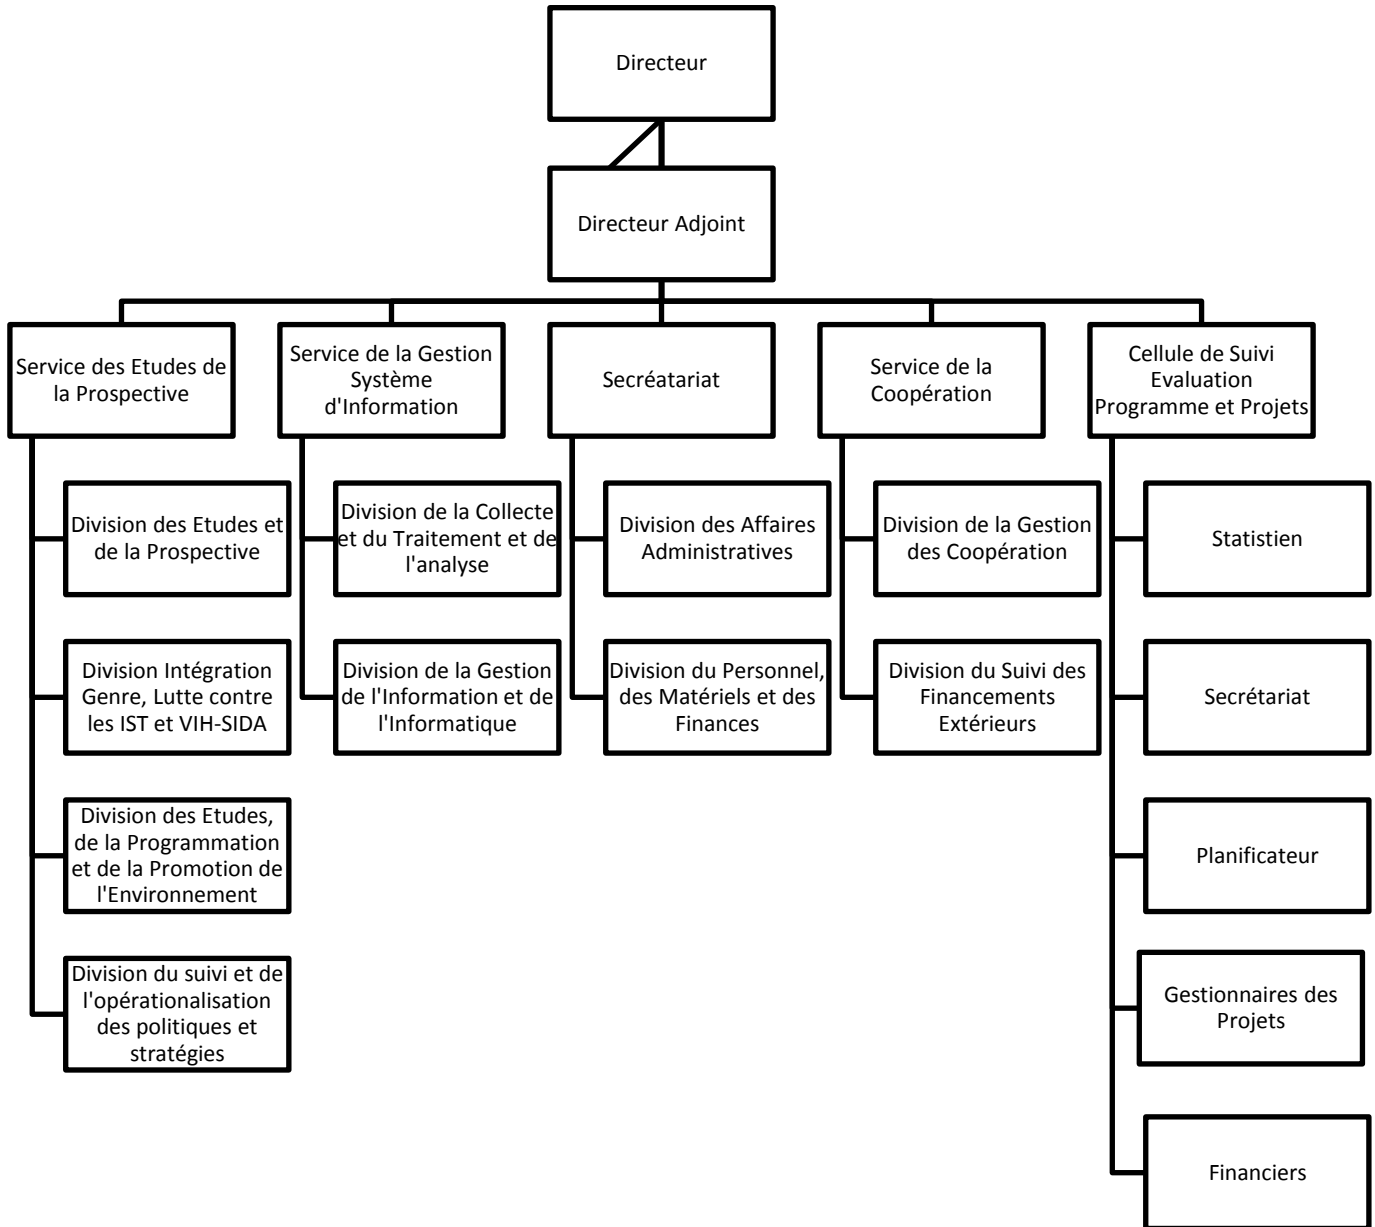 Directeur
Directeur Adjoint
Service des Etudes de
la Prospective
Service de la Gestion
Système
d'Information
Secréatariat
Service de la
Coopération
Cellule de Suivi
Evaluation
Programme et Projets
Division des Etudes et
de la Prospective
Division de la Collecte
et du Traitement et de
l'analyse
Division des Affaires
Administratives
Division de la Gestion
des Coopération
Statistien
Division Intégration
Genre, Lutte contre
les IST et VIH-SIDA
Division de la Gestion
de l'Information et de
l'Informatique
Division du Personnel,
des Matériels et des
Finances
Division du Suivi des
Financements
Extérieurs
Secrétariat
Division des Etudes,
de la Programmation
et de la Promotion de
l'Environnement
Planificateur
Division du suivi et de
l'opérationalisation
des politiques et
stratégies
Gestionnaires des
Projets
Financiers